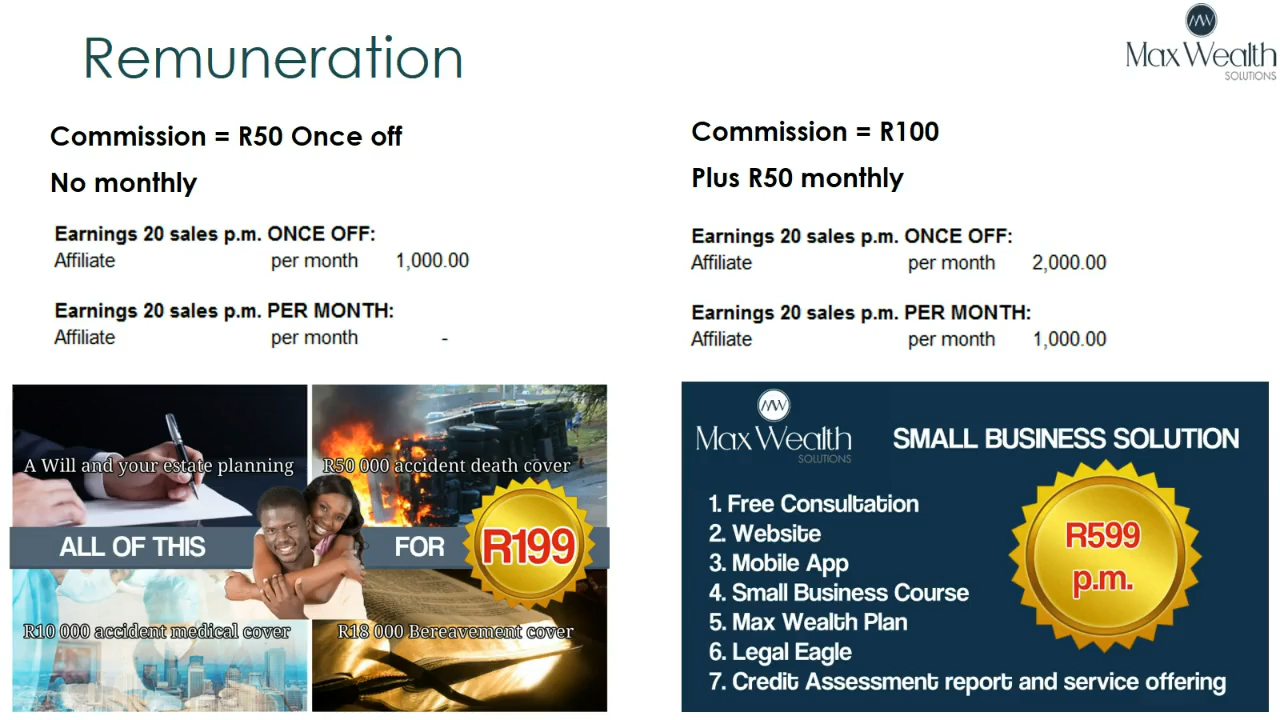 Remuneration
MW
Max Wealth
SOLUTIONS
Commission = R50 Once off
No monthly
Earnings 20 sales p.m. ONCE OFF:
Affiliate per month 1,000.00
Earnings 20 sales p.m. PER MONTH:
Affiliate per month -
A Will and your estate planning
R50 000 accident death cover
ALL OF THIS FOR R199
R10 000 accident medical cover
R18 000 Bereavement cover
Commission = R100
Plus R50 monthly
Earnings 20 sales p.m. ONCE OFF:
Affiliate per month 2,000.00
Earnings 20 sales p.m. PER MONTH:
Affiliate per month 1,000.00
MW
Max Wealth
SOLUTIONS
SMALL BUSINESS SOLUTION
1. Free Consultation
2. Website
3. Mobile App
4. Small Business Course
5. Max Wealth Plan
6. Legal Eagle
7. Credit Assessment report and service offering
R599
p.m.